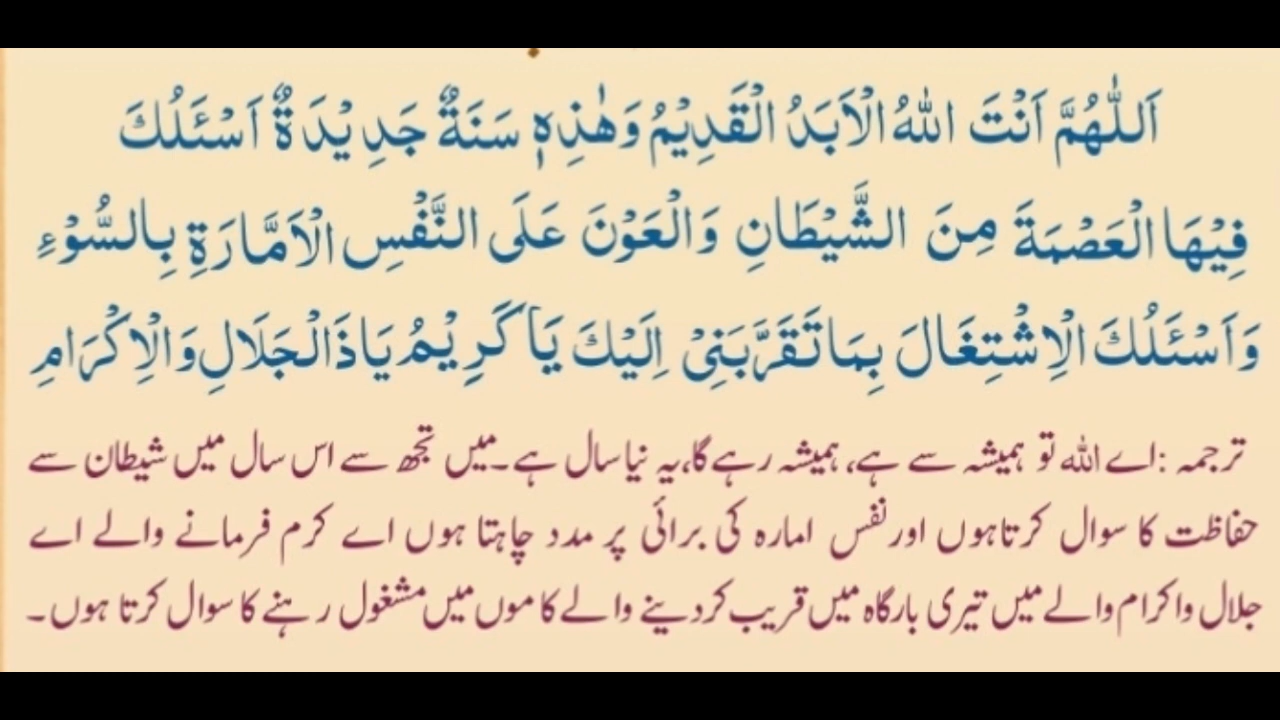 اَللّٰهُمَّ اَنْتَ اللهُ الْاَبَدُ الْقَدِيْمُ وَهٰذِهٖ سَنَةٌ جَدِيْدَةٌ اَسْئَلُكَ
فِيْهَا الْعَصْمَةَ مِنَ الشَّيْطَانِ وَالْعَوْنَ عَلَى النَّفْسِ الْاَمَّارَةِ بِالسُّوْءِ
وَاَسْئَلُكَ الْاِشْتِغَالَ بِمَا تَقَرَّبَنِىْ اِلَيْكَ يَا كَرِيْمُ يَاذَالْجَلَالِ وَالْاِكْرَامِ
ترجمہ :اے اللہ تو ہمیشہ سے ہے، ہمیشہ رہے گا،یہ نیا سال ہے۔میں تجھ سے اس سال میں شیطان سے
حفاظت کا سوال کرتا ہوں اور نفس امارہ کی برائی پر مدد چاہتا ہوں اے کرم فرمانے والے اے
جلال واکرام والے میں تیری بارگاہ میں قریب کردینے والے کاموں میں مشغول رہنے کا سوال کرتا ہوں۔